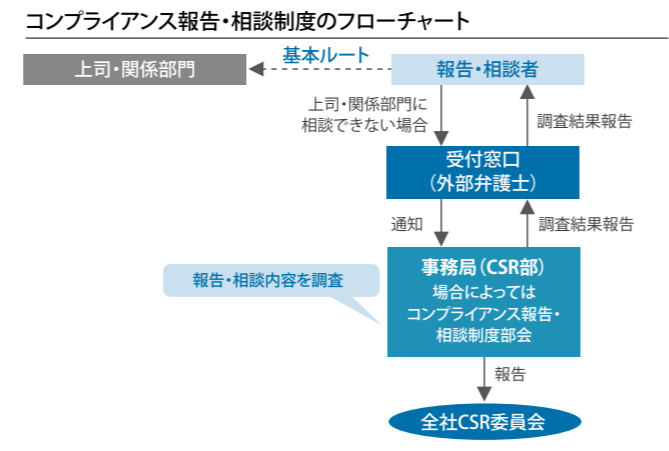 コンプライアンス報告・相談制度のフローチャート
上司・関係部門
基本ルート
報告・相談者
上司・関係部門に
相談できない場合
調査結果報告
受付窓口
（外部弁護士）
通知
調査結果報告
報告・相談内容を調査
事務局（CSR部）
場合によっては
コンプライアンス報告・
相談制度部会
報告
全社CSR委員会